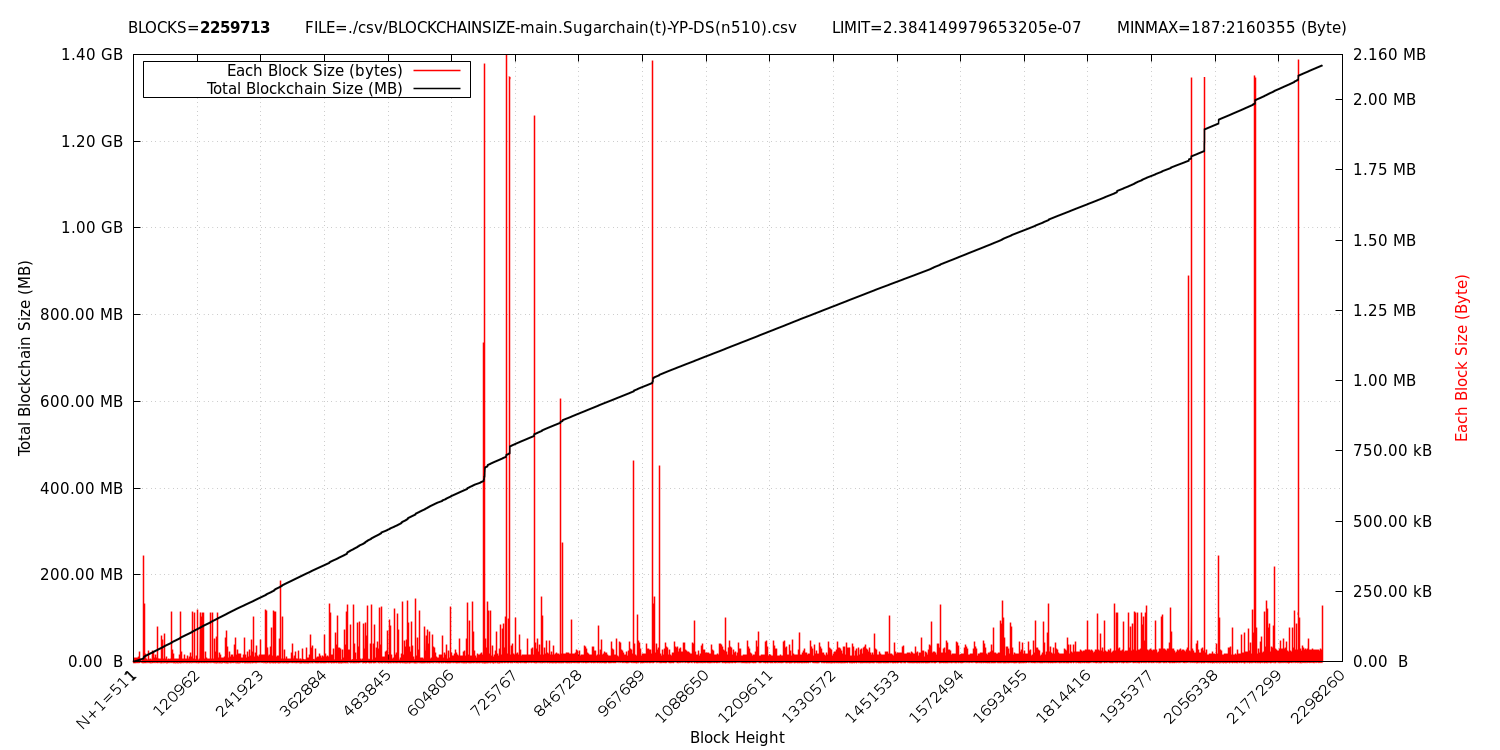 BLOCKS=2259713 FILE=./csv/BLOCKCHAINSIZE-main.Sugarchain(t)-YP-DS(n510).csv LIMIT=2.384149979653205e-07 MINMAX=187:2160355 (Byte)
Each Block Size (bytes)
Total Blockchain Size (MB)
1.40 GB
1.20 GB
1.00 GB
800.00 MB
600.00 MB
400.00 MB
200.00 MB
0.00 B
Total Blockchain Size (MB)
2.160 MB
2.00 MB
1.75 MB
1.50 MB
1.25 MB
1.00 MB
750.00 kB
500.00 kB
250.00 kB
0.00 B
Each Block Size (Byte)
N+1=511
120962
241923
362884
483845
604806
725767
846728
967689
1088650
1209611
1330572
1451533
1572494
1693455
1814416
1935377
2056338
2177299
2298260
Block Height